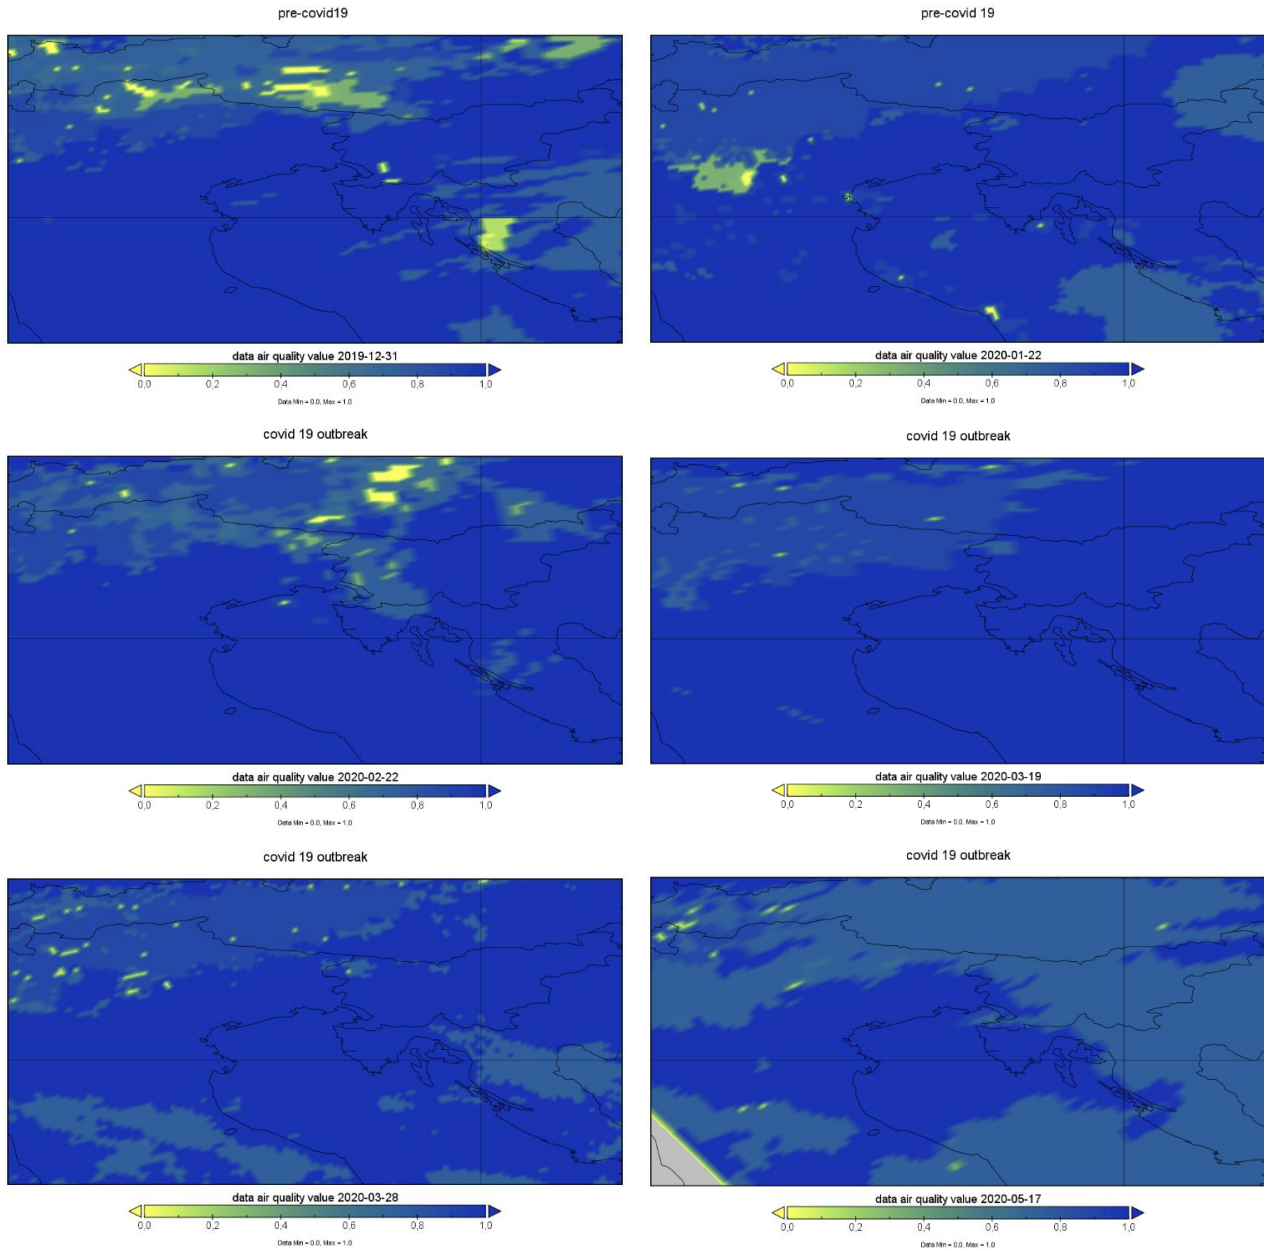 pre-covid19
data air quality value 2019-12-31
0,0 0,2 0,4 0,6 0,8 1,0
Data Min = 0,0, Max = 1,0
pre-covid 19
data air quality value 2020-01-22
0,0 0,2 0,4 0,6 0,8 1,0
Data Min = 0,0, Max = 1,0
covid 19 outbreak
data air quality value 2020-02-22
0,0 0,2 0,4 0,6 0,8 1,0
Data Min = 0,0, Max = 1,0
covid 19 outbreak
data air quality value 2020-03-19
0,0 0,2 0,4 0,6 0,8 1,0
Data Min = 0,0, Max = 1,0
covid 19 outbreak
data air quality value 2020-03-28
0,0 0,2 0,4 0,6 0,8 1,0
Data Min = 0,0, Max = 1,0
covid 19 outbreak
data air quality value 2020-05-17
0,0 0,2 0,4 0,6 0,8 1,0
Data Min = 0,0, Max = 1,0